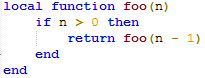 local function foo(n)
    if n > 0 then
        return foo(n - 1)
    end
end